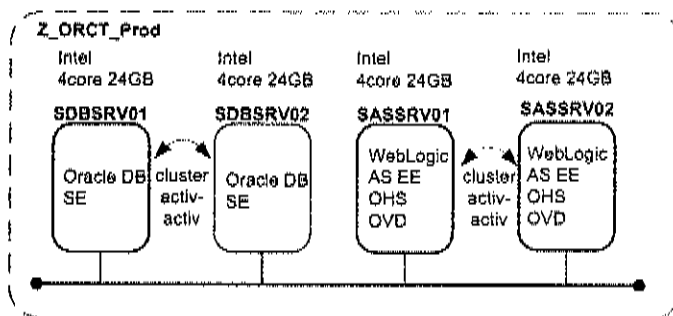 Z_ORCT_Prod
Intel
4core 24GB
SDBSRV01
Oracle DB
SE
cluster
activ-
activ
Intel
4core 24GB
SDBSRV02
Oracle DB
SE
Intel
4core 24GB
SASSRV01
WebLogic
AS EE
OHS
OVD
cluster
activ-
activ
Intel
4core 24GB
SASSRV02
WebLogic
AS EE
OHS
OVD